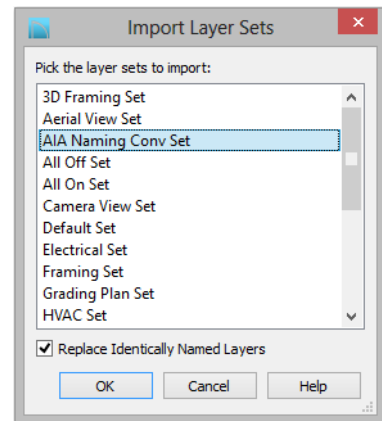 Import Layer Sets
Pick the layer sets to import:
3D Framing Set
Aerial View Set
AIA Naming Conv Set
All Off Set
All On Set
Camera View Set
Default Set
Electrical Set
Framing Set
Grading Plan Set
HVAC Set
Replace Identically Named Layers
OK Cancel Help